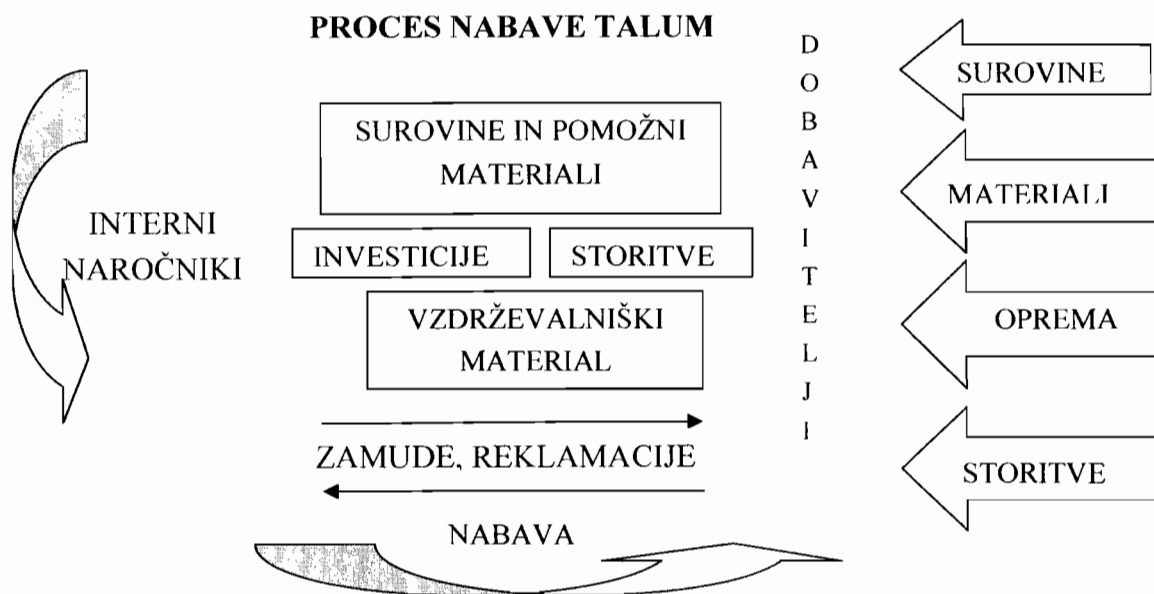 PROCES NABAVE TALUM
INTERNI
NAROČNIKI
SUROVINE IN POMOŽNI
MATERIALI
INVESTICIJE
STORITVE
VZDRŽEVALNIŠKI
MATERIAL
ZAMUDE, REKLAMACIJE
NABAVA
D
O
B
A
V
I
T
E
L
J
I
SUROVINE
MATERIALI
OPREMA
STORITVE